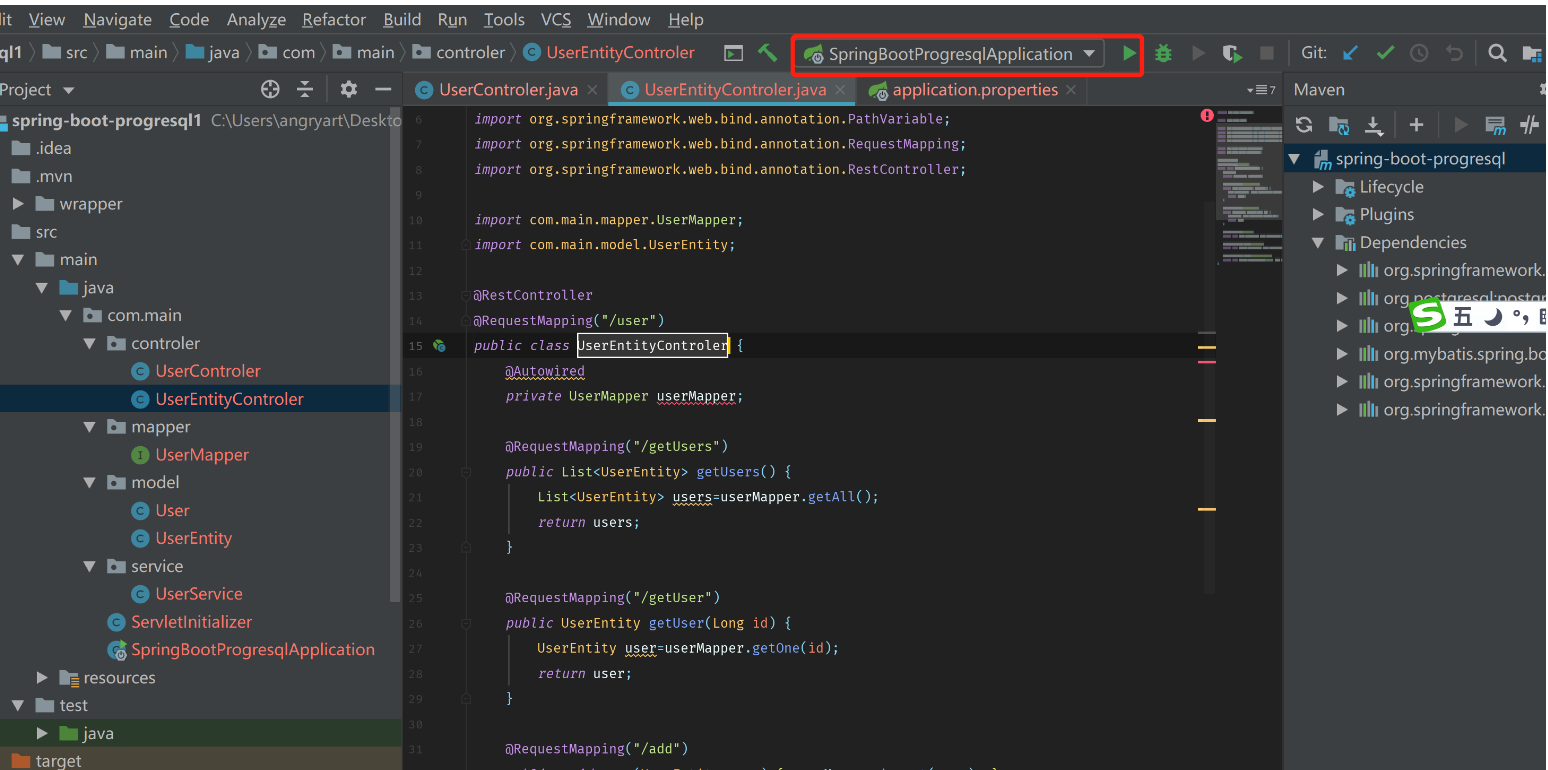 it View Navigate Code Analyze Refactor Build Run Tools VCS Window Help
ql1 src main java com main controler UserEntityControler SpringBootProgresqlApplication Git:
Project UserControler.java UserEntityControler.java application.properties 7 Maven
spring-boot-progresql1 C:\Users\angryart\Deskto
.idea
.mvn
wrapper
src
main
java
com.main
controler
UserControler
UserEntityControler
mapper
UserMapper
model
User
UserEntity
service
UserService
ServletInitializer
SpringBootProgresqlApplication
resources
test
java
target
6 import org.springframework.web.bind.annotation.PathVariable;
7 import org.springframework.web.bind.annotation.RequestMapping;
8 import org.springframework.web.bind.annotation.RestController;
9
10 import com.main.mapper.UserMapper;
11 import com.main.model.UserEntity;
12
13 @RestController
14 @RequestMapping("/user")
15 public class UserEntityControler {
16 @Autowired
17 private UserMapper userMapper;
18
19 @RequestMapping("/getUsers")
20 public List<UserEntity> getUsers() {
21 List<UserEntity> users=userMapper.getAll();
22 return users;
23 }
24
25 @RequestMapping("/getUser")
26 public UserEntity getUser(Long id) {
27 UserEntity user=userMapper.getOne(id);
28 return user;
29 }
30
31 @RequestMapping("/add")
spring-boot-progresql
Lifecycle
Plugins
Dependencies
org.springframework.
org.postgresql:postgr
org.
org.mybatis.spring.bo
org.springframework.
org.springframework.
S 五